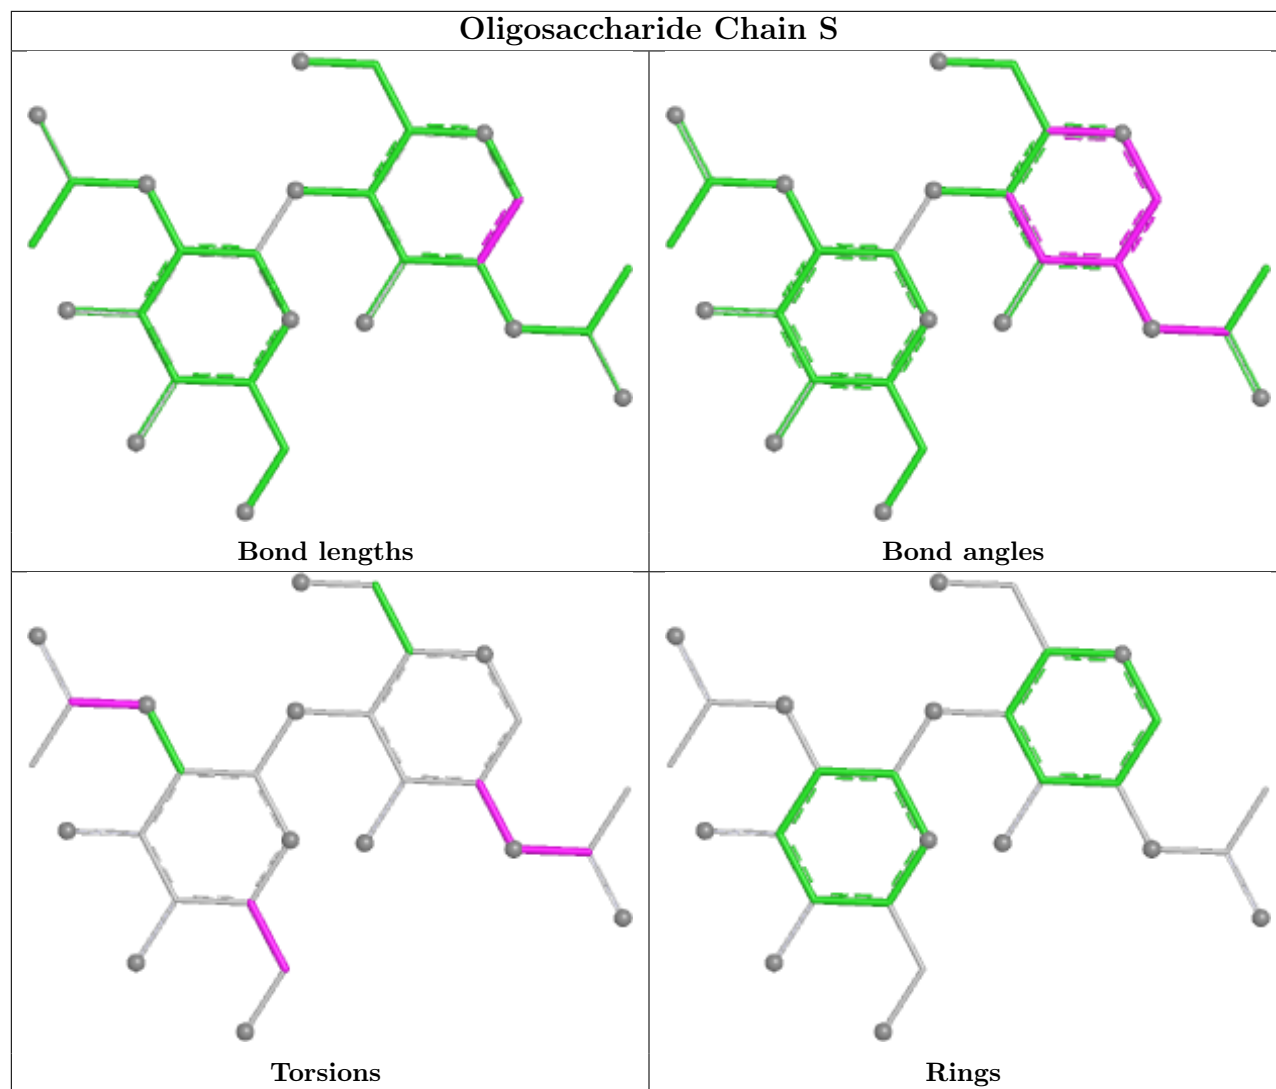 Oligosaccharide Chain S
Bond lengths
Bond angles
Torsions
Rings